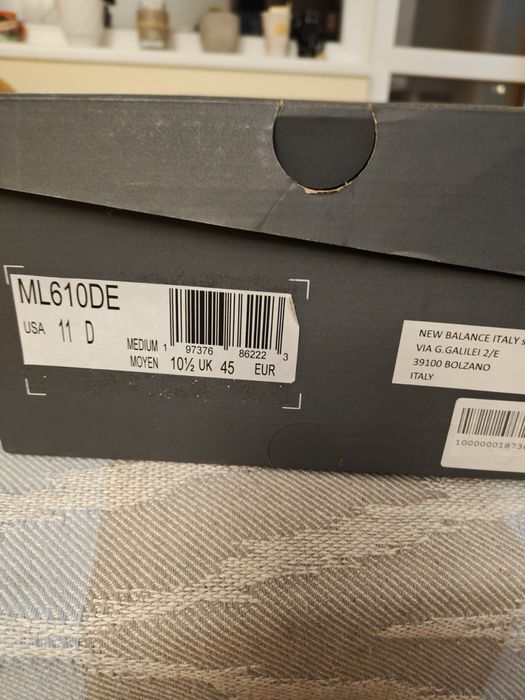 ML610DE
USA 11 D
MEDIUM 1 97376 86222 3
MOYEN 10½ UK 45 EUR
NEW BALANCE ITALY
VIA G.GALILEI 2/E
39100 BOLZANO
ITALY